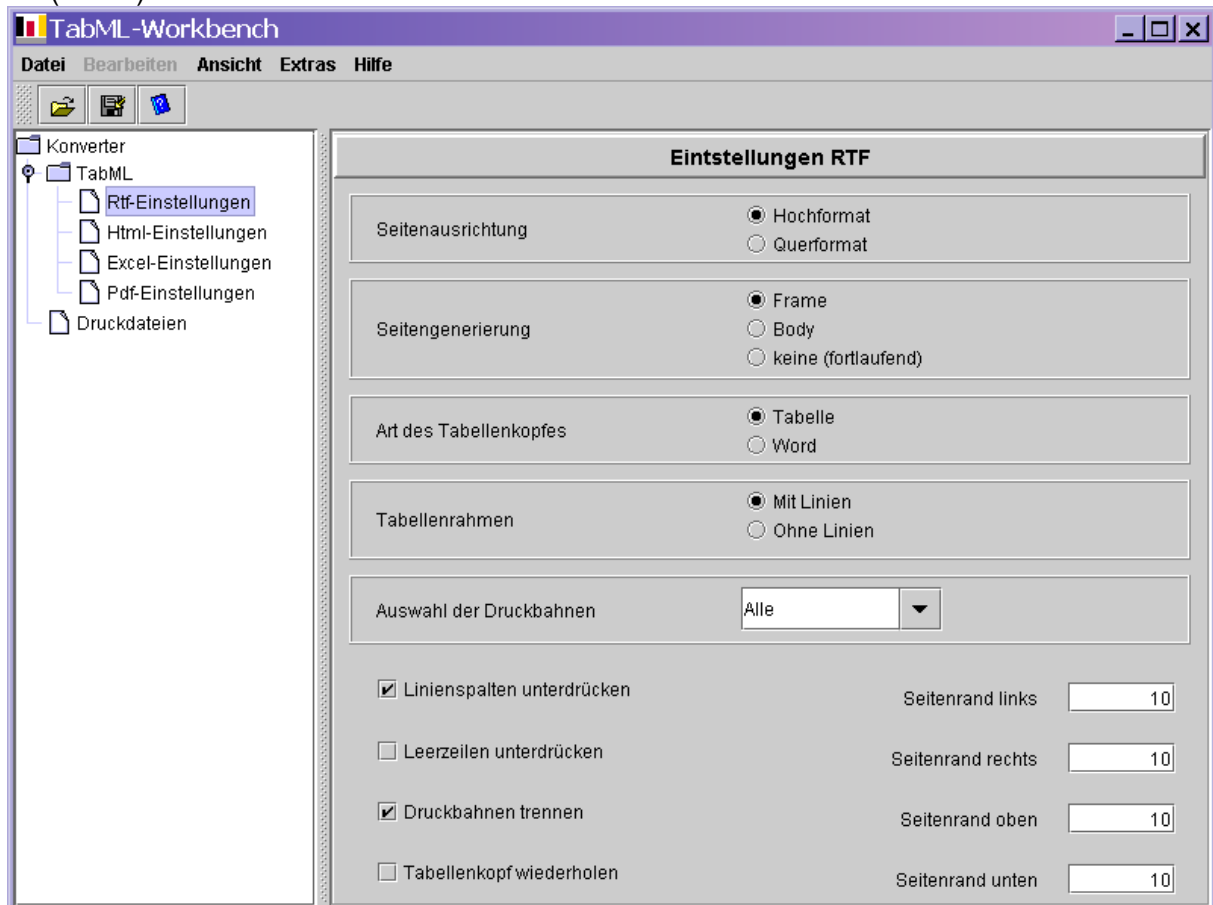 TabML-Workbench
Datei Bearbeiten Ansicht Extras Hilfe
Konverter
TabML
Rtf-Einstellungen
Html-Einstellungen
Excel-Einstellungen
Pdf-Einstellungen
Druckdateien
Eintstellungen RTF
Seitenausrichtung
Hochformat
Querformat
Seitengenerierung
Frame
Body
keine (fortlaufend)
Art des Tabellenkopfes
Tabelle
Word
Tabellenrahmen
Mit Linien
Ohne Linien
Auswahl der Druckbahnen Alle
Linienspalten unterdrücken
Seitenrand links 10
Leerzeilen unterdrücken
Seitenrand rechts 10
Druckbahnen trennen
Seitenrand oben 10
Tabellenkopf wiederholen
Seitenrand unten 10